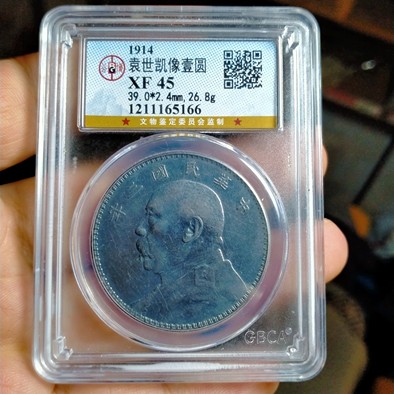 1914
袁世凯像壹圆
XF 45
39.0*2.4mm,26.8g
1211165166
★ 文物鉴定委员会监制 ★
年三國民華中
GBCA®